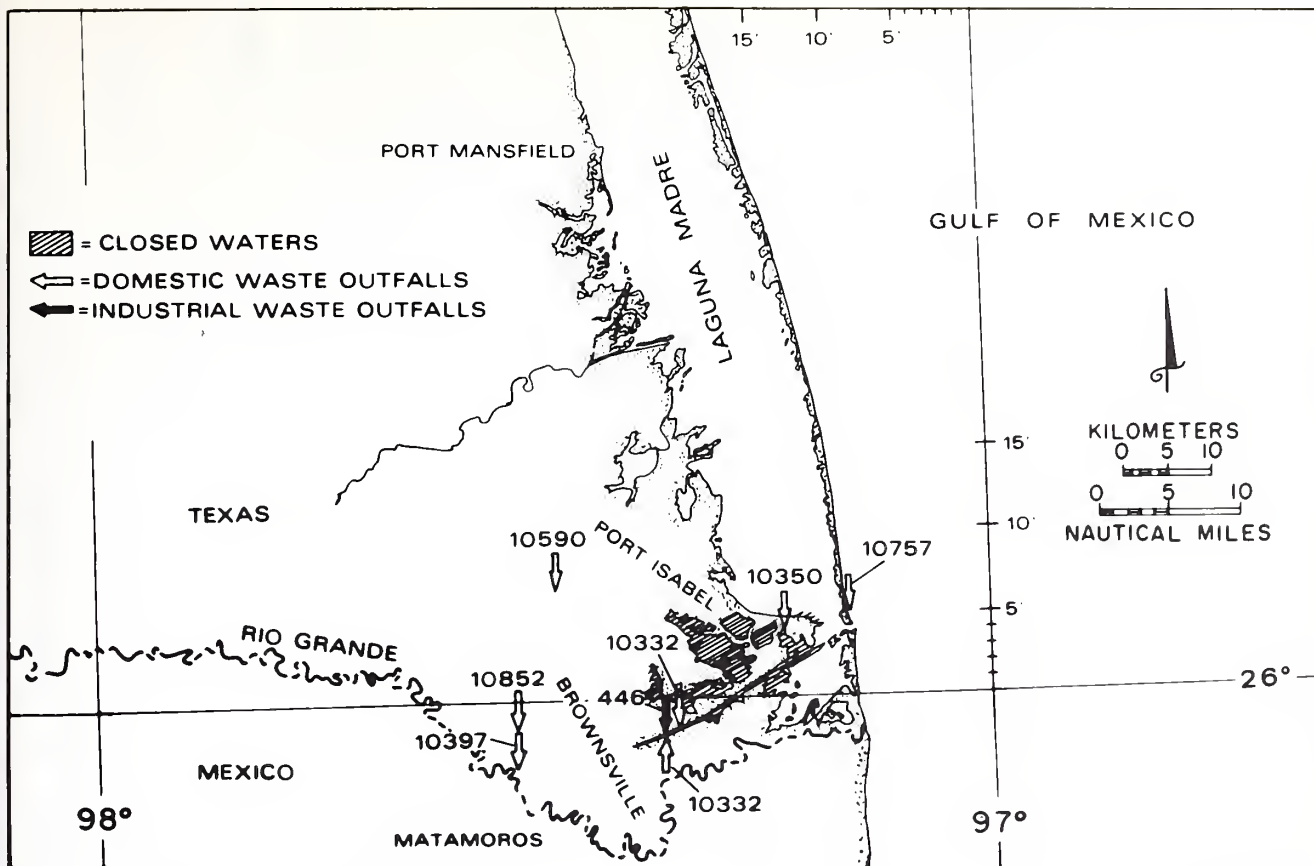 15' 10' 5'
PORT MANSFIELD
LAGUNA MADRE
GULF OF MEXICO
= CLOSED WATERS
=DOMESTIC WASTE OUTFALLS
=INDUSTRIAL WASTE OUTFALLS
KILOMETERS
0 5 10
0 5 10
NAUTICAL MILES
15'
10'
5'
TEXAS
10590
PORT ISABEL
10350
10757
RIO GRANDE
10332
10852
446
26°
BROWNSVILLE
10397
MEXICO
10332
98°
97°
MATAMOROS